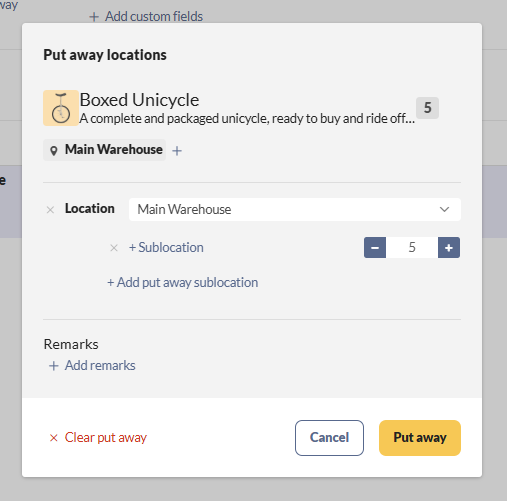 way
+ Add custom fields
Put away locations
Boxed Unicycle
5
A complete and packaged unicycle, ready to buy and ride off...
Main Warehouse +
e
× Location Main Warehouse
× + Sublocation − 5 +
+ Add put away sublocation
Remarks
+ Add remarks
× Clear put away Cancel Put away